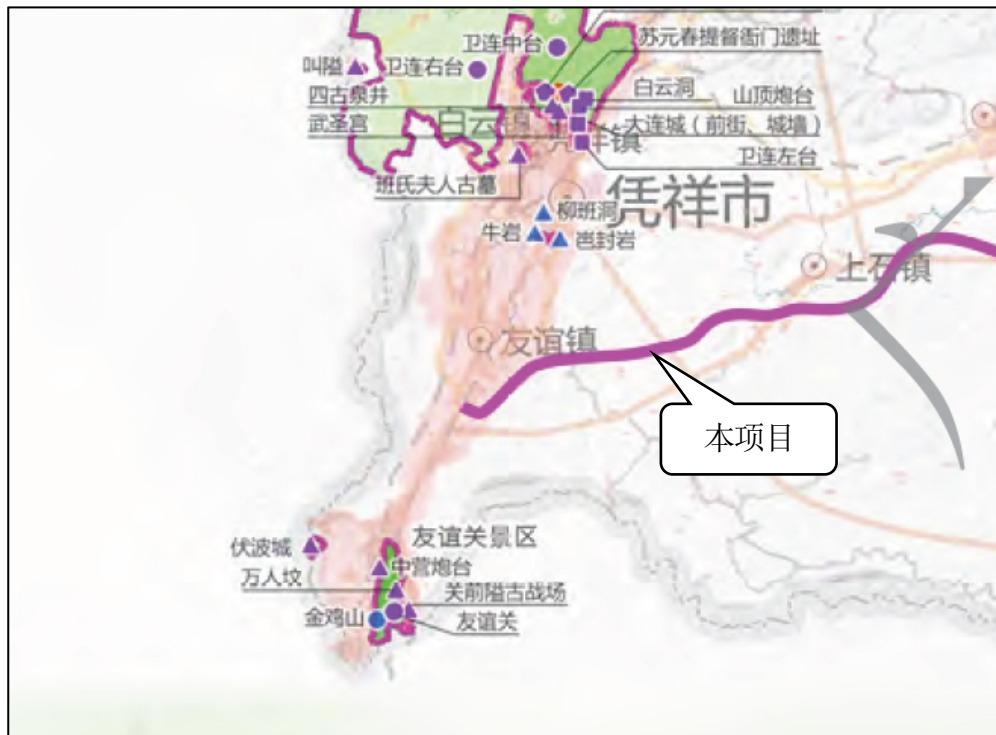 卫连中台
苏元春提督衙门遗址
叫隘
卫连右台
四古泉井
白云洞
山顶炮台
武圣宫
大连城（前街、城墙）
凭祥镇
卫连左台
班氏夫人古墓
凭祥市
柳班洞
牛岩
岜封岩
上石镇
友谊镇
本项目
伏波城
友谊关景区
中营炮台
万人坟
关前隘古战场
金鸡山
友谊关